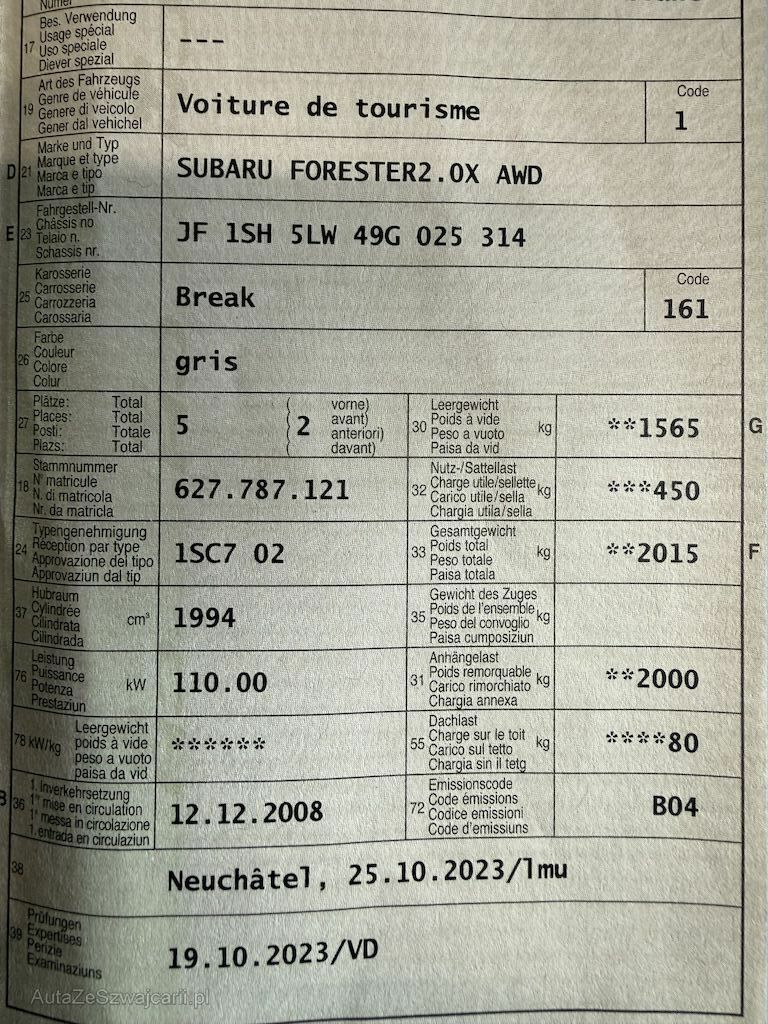 17 Bes. Verwendung
Usage spécial
Uso speciale
Diever spezial
---
19 Art des Fahrzeugs
Genre de véhicule
Genere di veicolo
Gener dal vehichel
Voiture de tourisme
Code
1
D 21 Marke und Typ
Marque et type
Marca e tipo
Marca e tip
SUBARU FORESTER2.0X AWD
E 23 Fahrgestell-Nr.
Châssis no
Telaio n.
Schassis nr.
JF 1SH 5LW 49G 025 314
25 Karosserie
Carrosserie
Carrozzeria
Carossaria
Break
Code
161
26 Farbe
Couleur
Colore
Colur
gris
27 Plätze: Total
Places: Total
Posti: Totale
Plazs: Total
5
( vorne)
( 2 avant)
( anteriori)
( davant)
30 Leergewicht
Poids à vide
Peso a vuoto
Paisa da vid
kg
**1565
G
18 Stammnummer
N° matricule
N. di matricola
Nr. da matricla
627.787.121
32 Nutz-/Sattellast
Charge utile/sellette
Carico utile/sella
Chargia utila/sella
kg
***450
24 Typengenehmigung
Réception par type
Approvazione del tipo
Approvaziun dal tip
1SC7 02
33 Gesamtgewicht
Poids total
Peso totale
Paisa totala
kg
**2015
F
37 Hubraum
Cylindrée
Cilindrata
Cilindrada
cm³
1994
35 Gewicht des Zuges
Poids de l'ensemble
Peso del convoglio
Paisa cumposiziun
kg
76 Leistung
Puissance
Potenza
Prestaziun
kW
110.00
31 Anhängelast
Poids remorquable
Carico rimorchiato
Chargia annexa
kg
**2000
78 kW/kg
Leergewicht
poids à vide
peso a vuoto
paisa da vid
******
55 Dachlast
Charge sur le toit
Carico sul tetto
Chargia sin il tetg
kg
****80
B 36 1. Inverkehrsetzung
1re mise en circulation
1a messa in circolazione
1. entrada en circulaziun
12.12.2008
72 Emissionscode
Code émissions
Codice emissioni
Code d'emissiuns
B04
38
Neuchâtel, 25.10.2023/lmu
39 Prüfungen
Expertises
Perizie
Examinaziuns
19.10.2023/VD
AutaZeSzwajcarii.pl